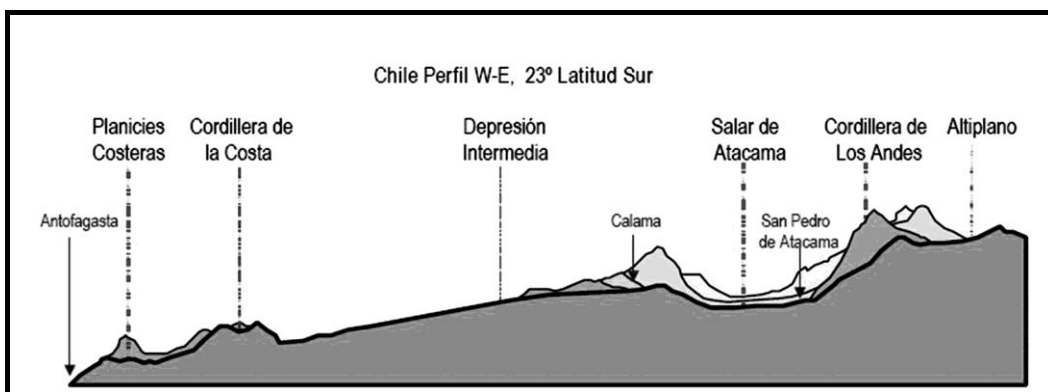 Chile Perfil W-E, 23º Latitud Sur
Planicies
Costeras
Cordillera de
la Costa
Depresión
Intermedia
Salar de
Atacama
Cordillera de
Los Andes
Altiplano
Antofagasta
Calama
San Pedro
de Atacama